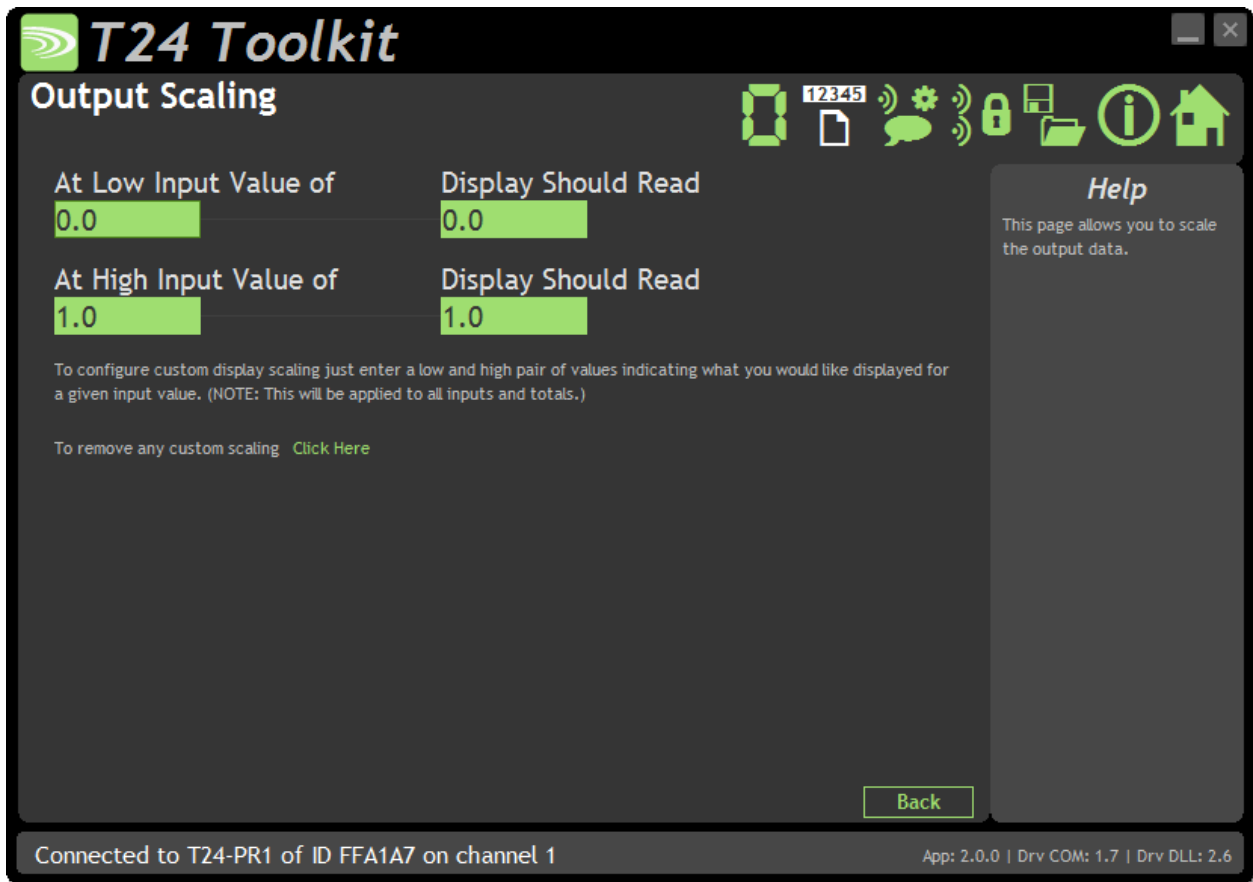 T24 Toolkit
Output Scaling
12345
At Low Input Value of
Display Should Read
0.0
0.0
At High Input Value of
Display Should Read
1.0
1.0
To configure custom display scaling just enter a low and high pair of values indicating what you would like displayed for
a given input value. (NOTE: This will be applied to all inputs and totals.)
To remove any custom scaling Click Here
Help
This page allows you to scale
the output data.
Back
Connected to T24-PR1 of ID FFA1A7 on channel 1
App: 2.0.0 | Drv COM: 1.7 | Drv DLL: 2.6